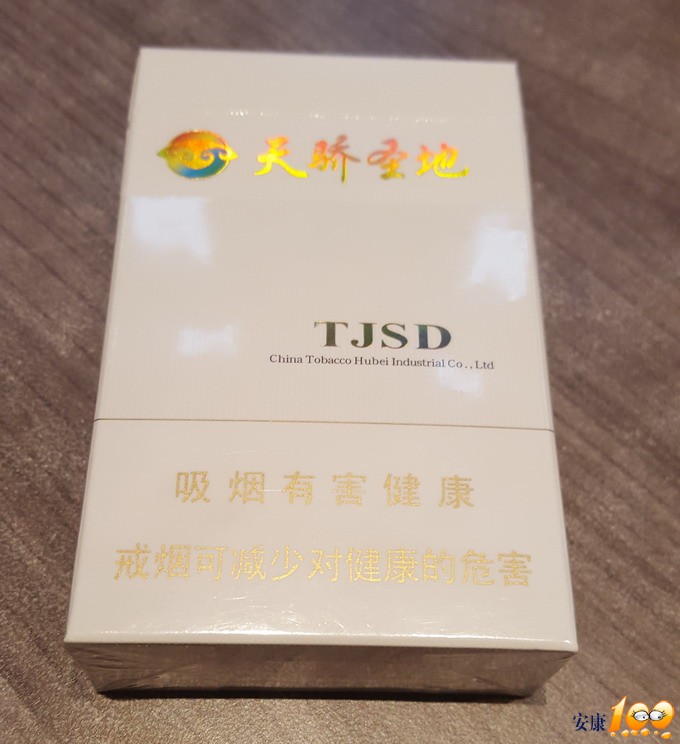 天骄圣地
TJSD
China Tobacco Hubei Industrial Co.,Ltd
吸烟有害健康
戒烟可减少对健康的危害
安康100